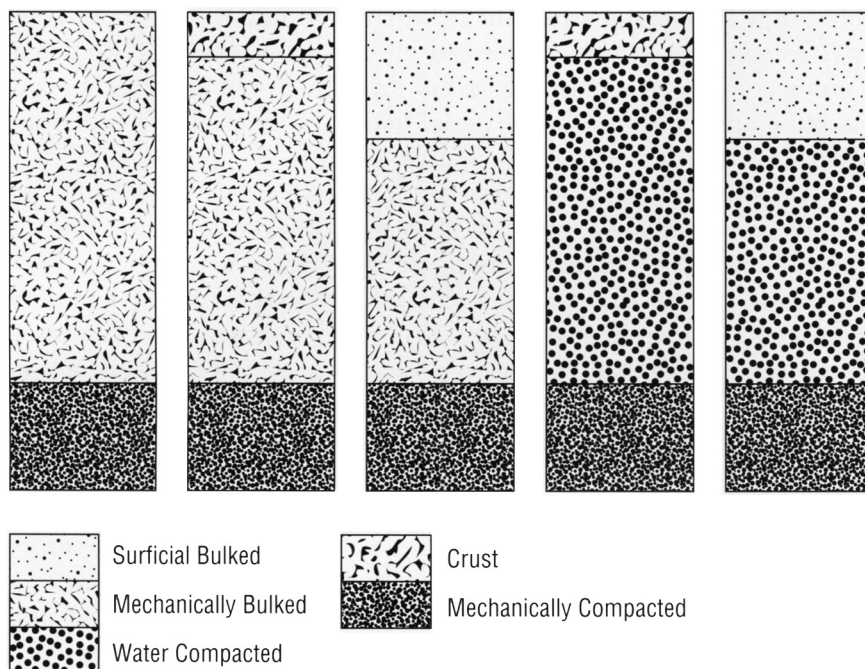 Surficial Bulked
Mechanically Bulked
Water Compacted
Crust
Mechanically Compacted